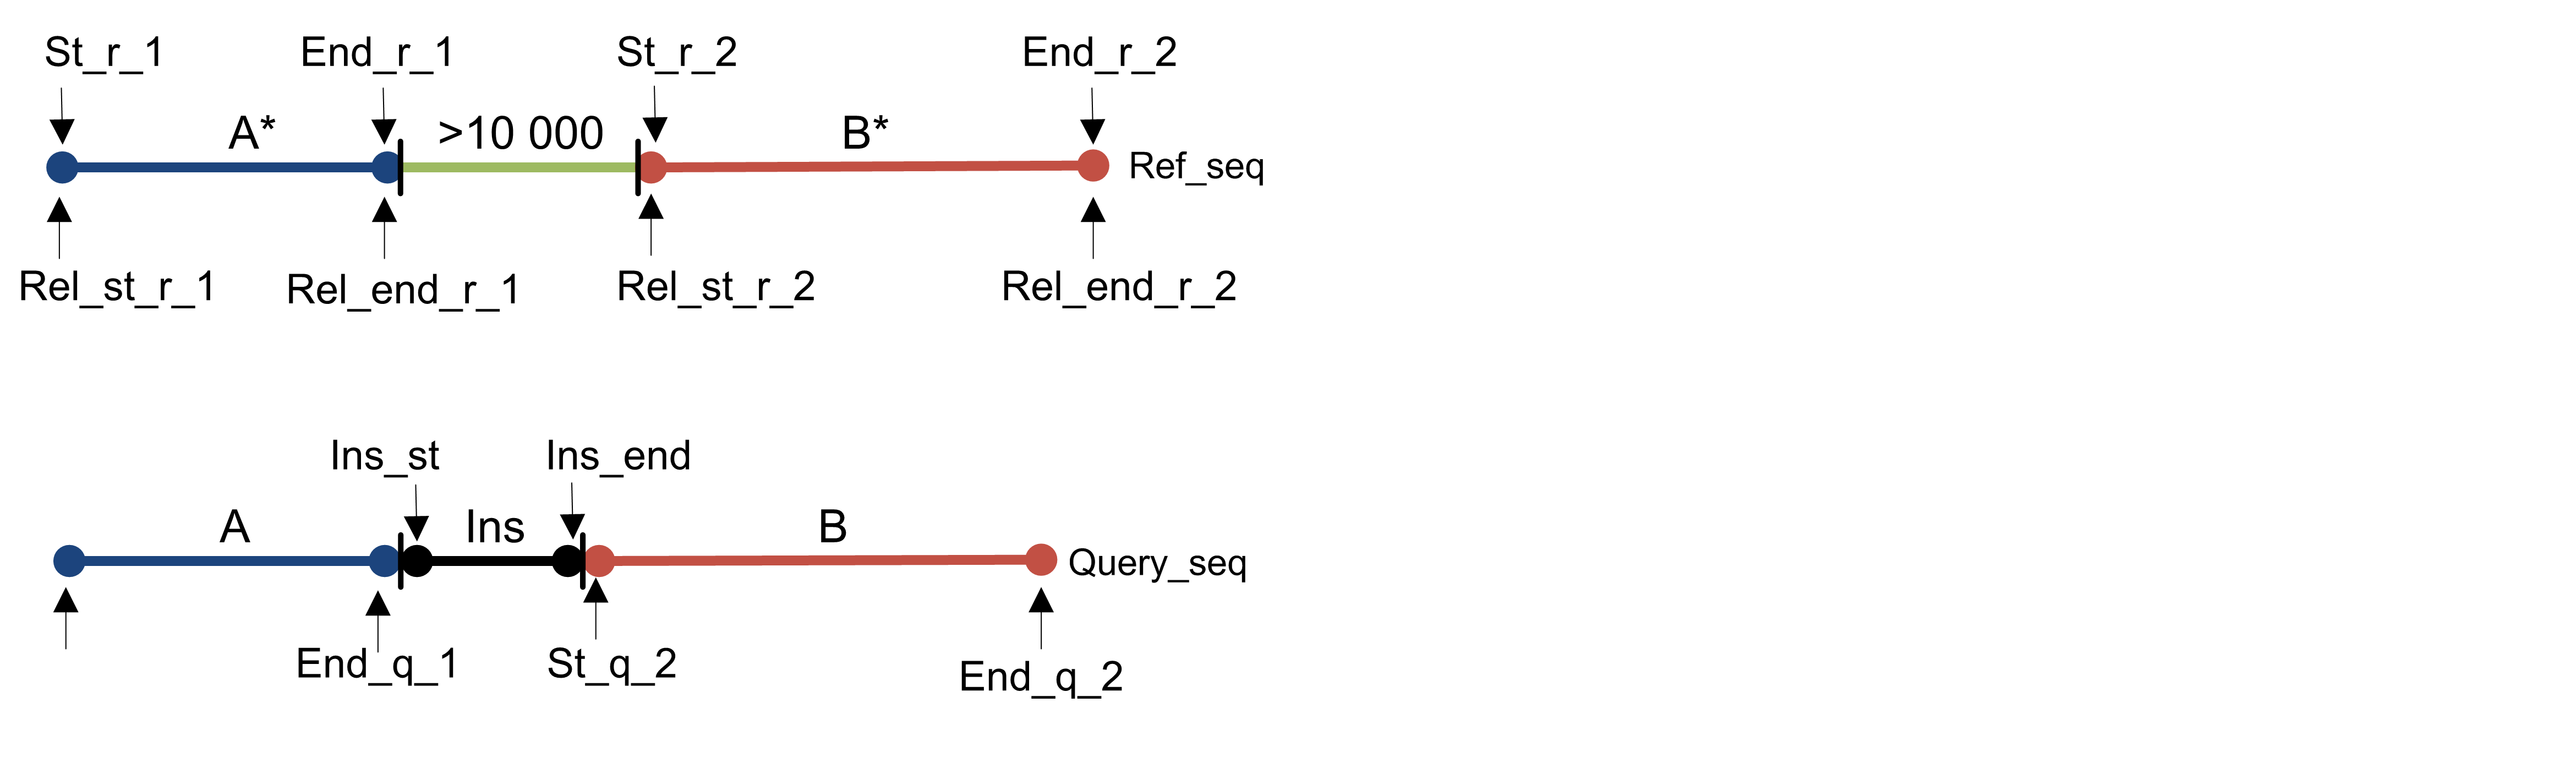 St_r_1 End_r_1 St_r_2 End_r_2
A* >10 000 B*
Ref_seq
Rel_st_r_1 Rel_end_r_1 Rel_st_r_2 Rel_end_r_2
Ins_st Ins_end
A Ins B
Query_seq
End_q_1 St_q_2 End_q_2